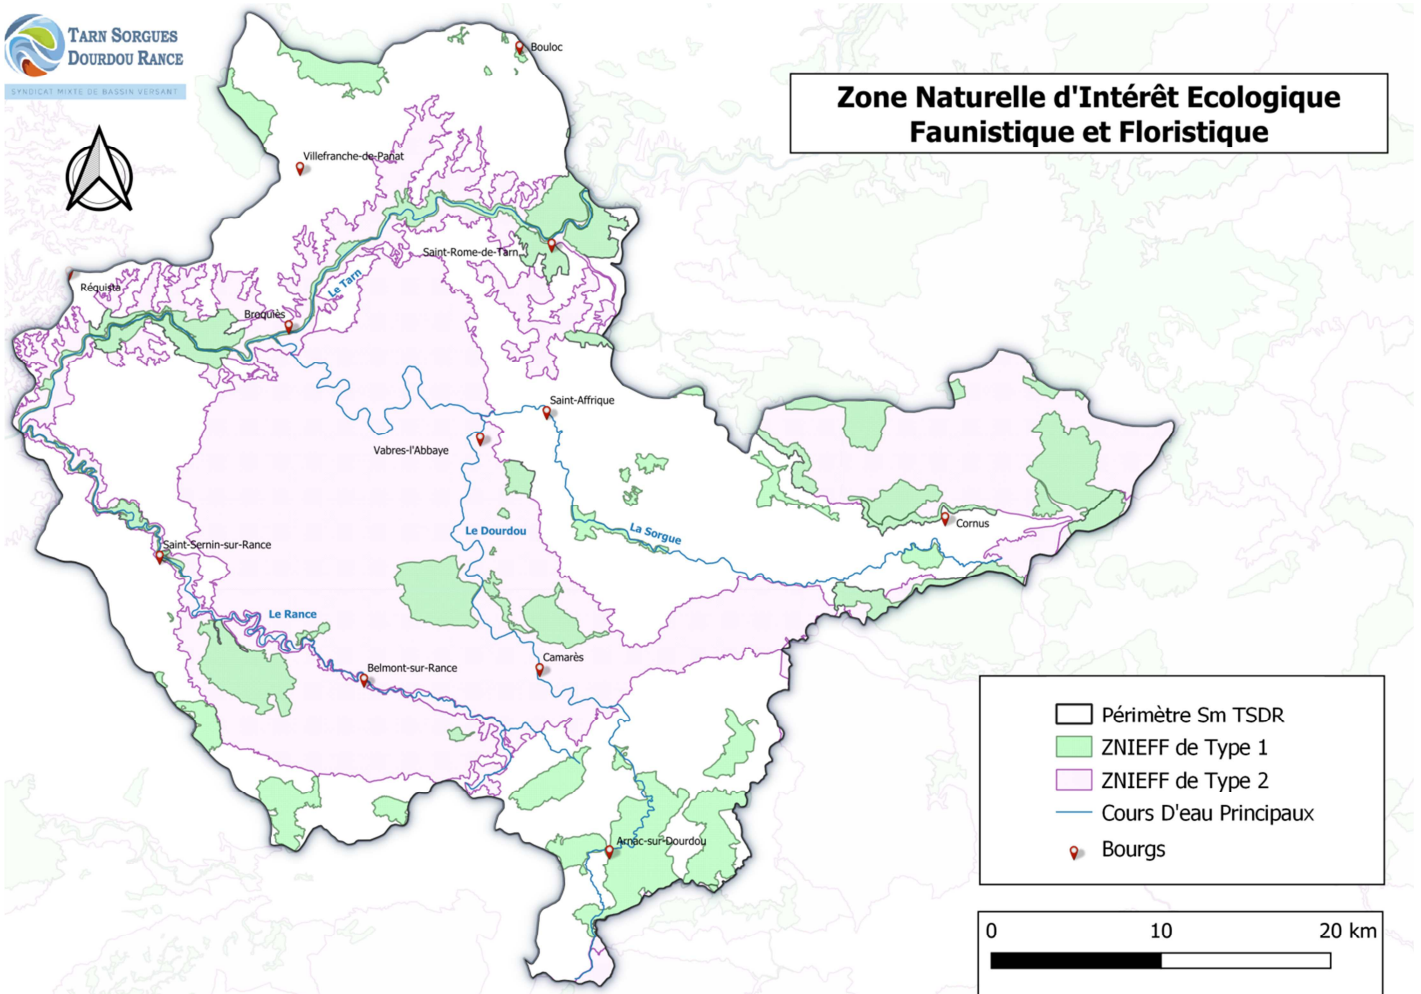 TARN SORGUES
DOURDOU RANCE
SYNDICAT MIXTE DE BASSIN VERSANT
Zone Naturelle d'Intérêt Ecologique
Faunistique et Floristique
Bouloc
Villefranche-de-Panat
Saint-Rome-de-Tarn
Le Tarn
Réquista
Broquiès
Saint-Affrique
Vabres-l'Abbaye
Cornus
Le Dourdou
La Sorgue
Saint-Sernin-sur-Rance
Le Rance
Camarès
Belmont-sur-Rance
Arnac-sur-Dourdou
Périmètre Sm TSDR
ZNIEFF de Type 1
ZNIEFF de Type 2
Cours D'eau Principaux
Bourgs
0 10 20 km